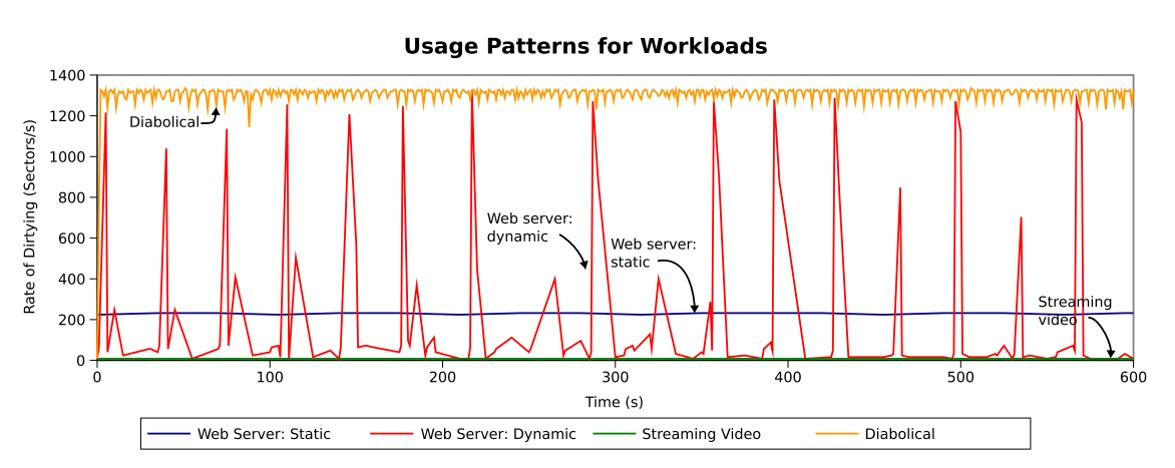 Usage Patterns for Workloads
Rate of Dirtying (Sectors/s)
1400
1200
1000
800
600
400
200
0
Diabolical
Web server:
dynamic
Web server:
static
Streaming
video
0 100 200 300 400 500 600
Time (s)
Web Server: Static Web Server: Dynamic Streaming Video Diabolical